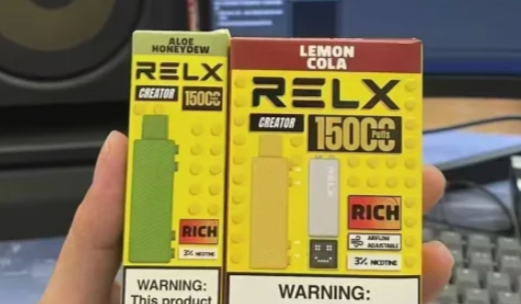 ALOE
HONEYDEW
RELX
CREATOR
15000
RICH
3% NICOTINE
WARNING:
This product
LEMON
COLA
RELX
CREATOR
15000
Puffs
RELX
RICH
AIRFLOW
ADJUSTABLE
3% NICOTINE
WARNING: